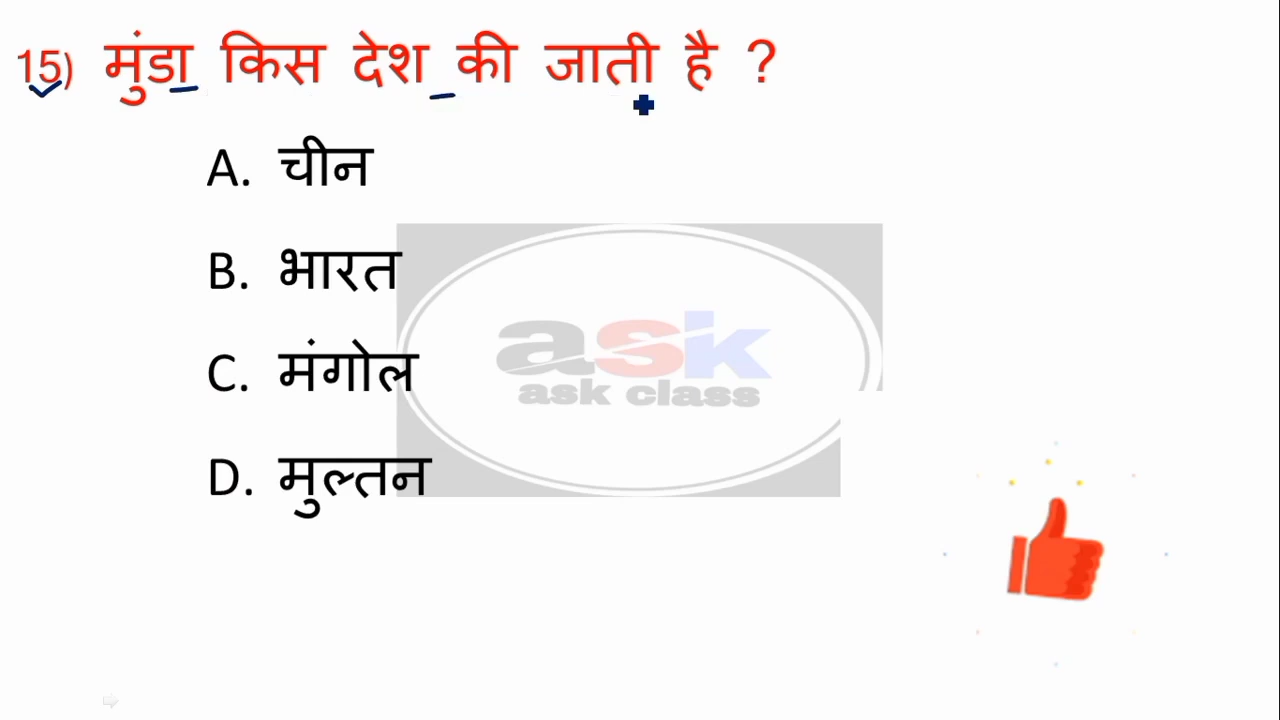 15) मुंडा किस देश की जाती है ?
A. चीन
B. भारत
C. मंगोल
D. मुल्तन
ask
ask class